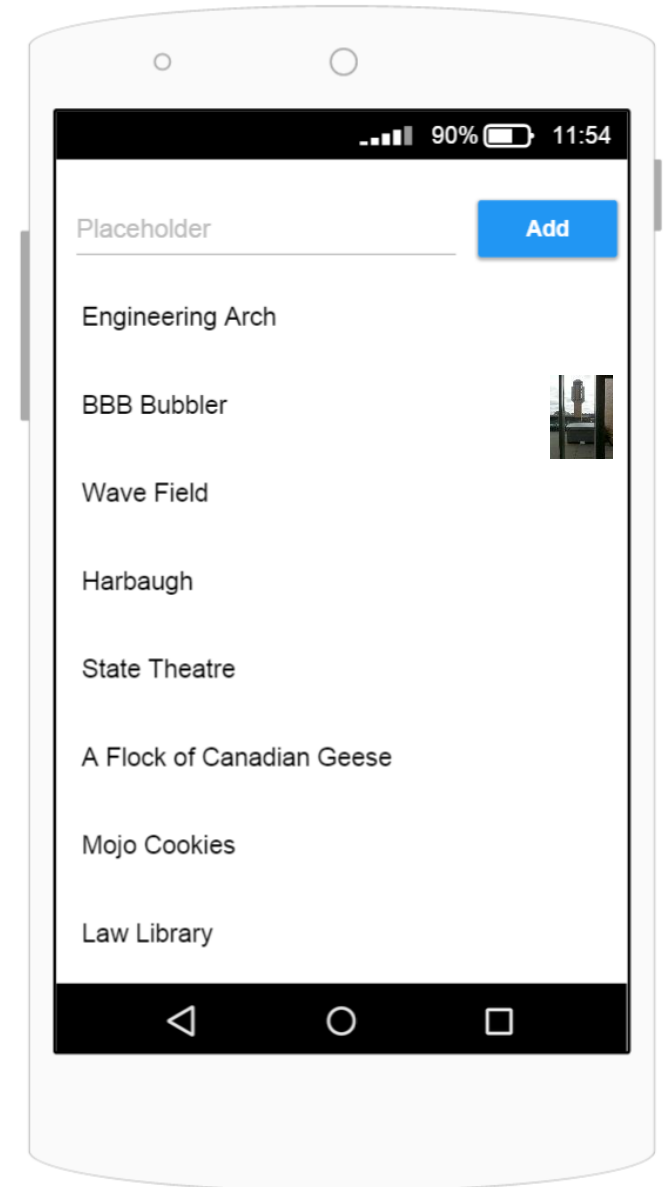 90% 11:54
Placeholder Add
Engineering Arch
BBB Bubbler
Wave Field
Harbaugh
State Theatre
A Flock of Canadian Geese
Mojo Cookies
Law Library